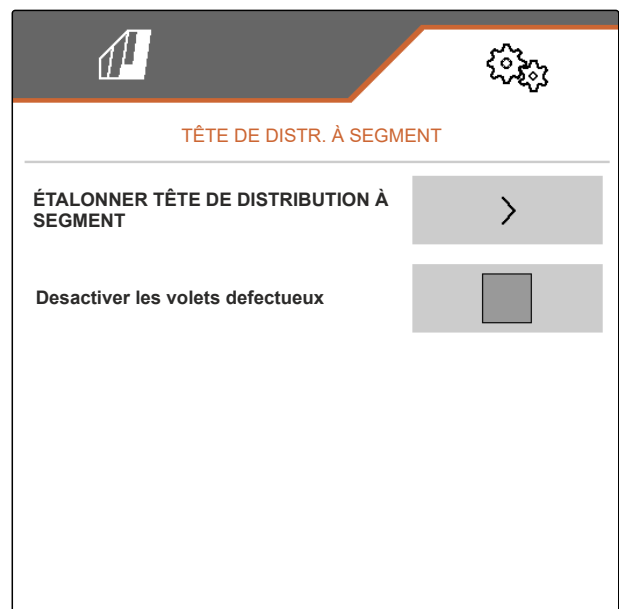 TÊTE DE DISTR. À SEGMENT
ÉTALONNER TÊTE DE DISTRIBUTION À
SEGMENT
Desactiver les volets defectueux